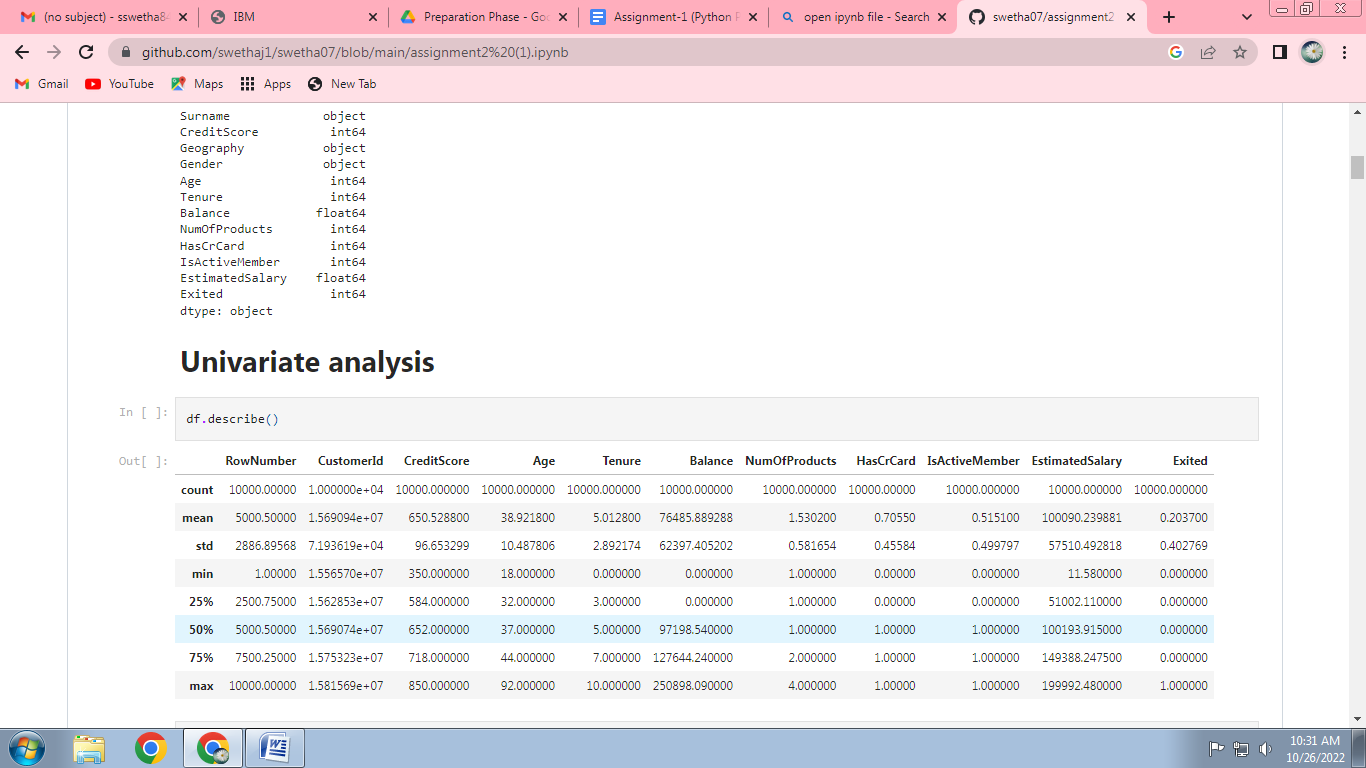 (no subject) - sswetha84
IBM
Preparation Phase - Goo
Assignment-1 (Python P
open ipynb file - Search
swetha07/assignment2
github.com/swethaj1/swetha07/blob/main/assignment2%20(1).ipynb
Gmail YouTube Maps Apps New Tab
Surname object
CreditScore int64
Geography object
Gender object
Age int64
Tenure int64
Balance float64
NumOfProducts int64
HasCrCard int64
IsActiveMember int64
EstimatedSalary float64
Exited int64
dtype: object
Univariate analysis
In [ ]: df.describe()
Out[ ]: RowNumber CustomerId CreditScore Age Tenure Balance NumOfProducts HasCrCard IsActiveMember EstimatedSalary Exited
count 10000.00000 1.000000e+04 10000.000000 10000.000000 10000.000000 10000.000000 10000.000000 10000.00000 10000.000000 10000.000000 10000.000000
mean 5000.50000 1.569094e+07 650.528800 38.921800 5.012800 76485.889288 1.530200 0.70550 0.515100 100090.239881 0.203700
std 2886.89568 7.193619e+04 96.653299 10.487806 2.892174 62397.405202 0.581654 0.45584 0.499797 57510.492818 0.402769
min 1.00000 1.556570e+07 350.000000 18.000000 0.000000 0.000000 1.000000 0.00000 0.000000 11.580000 0.000000
25% 2500.75000 1.562853e+07 584.000000 32.000000 3.000000 0.000000 1.000000 0.00000 0.000000 51002.110000 0.000000
50% 5000.50000 1.569074e+07 652.000000 37.000000 5.000000 97198.540000 1.000000 1.00000 1.000000 100193.915000 0.000000
75% 7500.25000 1.575323e+07 718.000000 44.000000 7.000000 127644.240000 2.000000 1.00000 1.000000 149388.247500 0.000000
max 10000.00000 1.581569e+07 850.000000 92.000000 10.000000 250898.090000 4.000000 1.00000 1.000000 199992.480000 1.000000
10:31 AM
10/26/2022